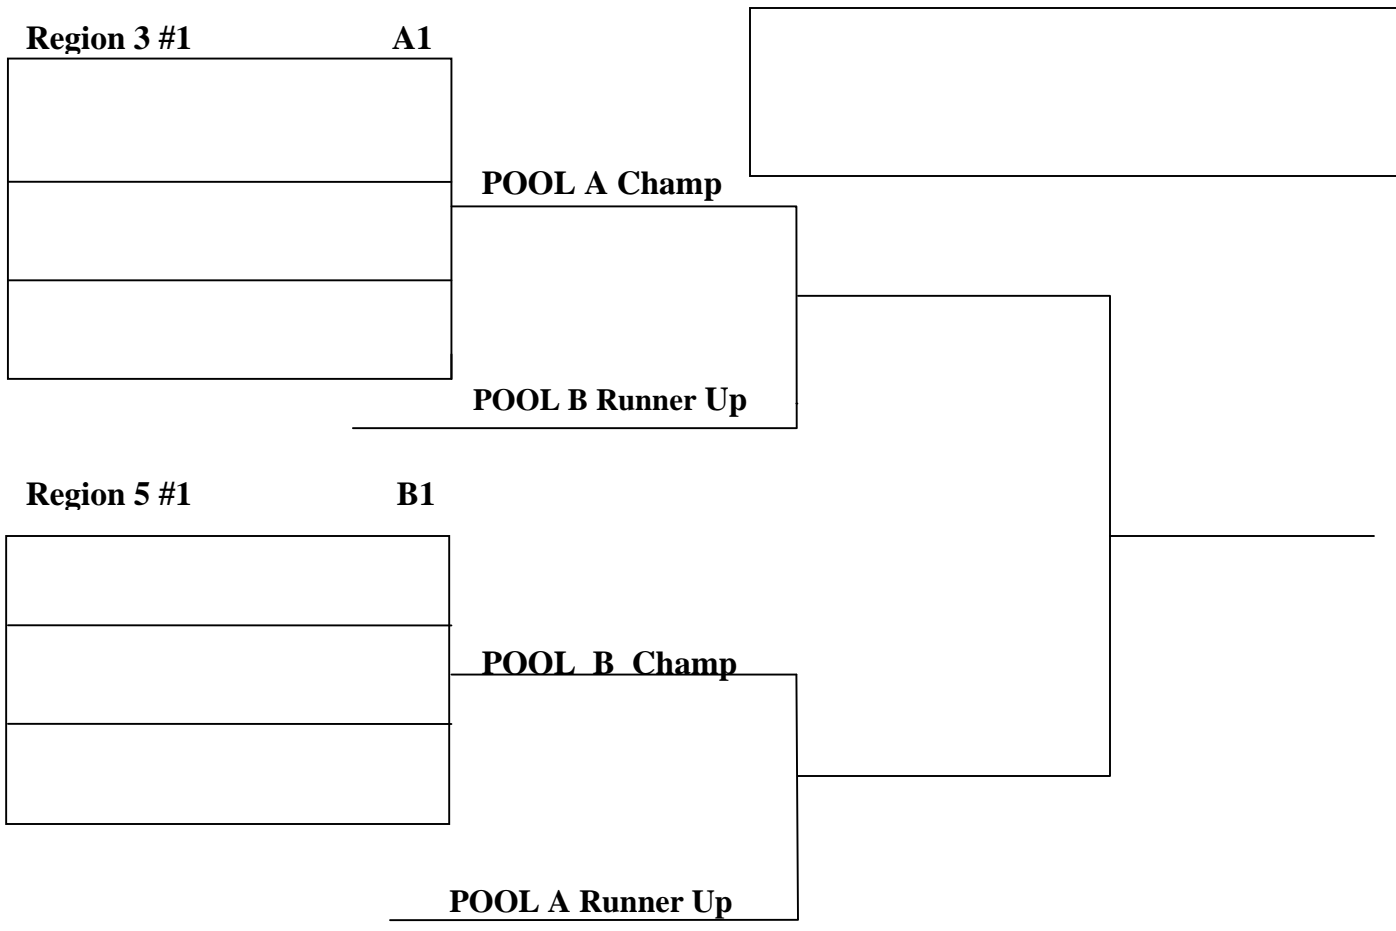 Region 3 #1 A1
POOL A Champ
POOL B Runner Up
Region 5 #1 B1
POOL B Champ
POOL A Runner Up